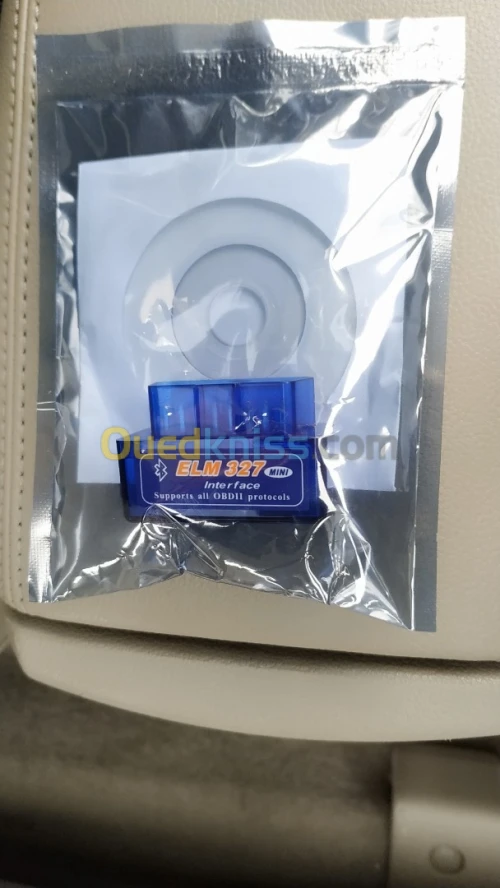 Ouedkniss.com
ELM 327 MINI
Interface
Supports all OBDII protocols